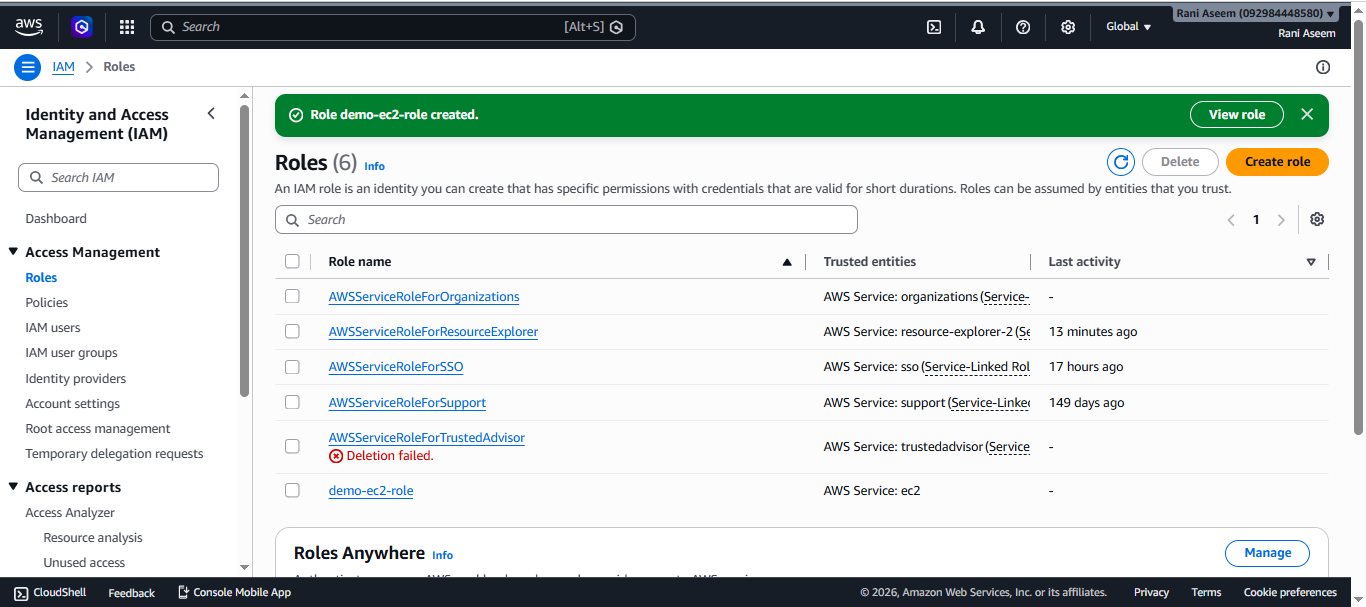 aws
Search [Alt+S]
Global
Rani Aseem (092984448580)
Rani Aseem
IAM
Roles
Identity and Access
Management (IAM)
Search IAM
Dashboard
Access Management
Roles
Policies
IAM users
IAM user groups
Identity providers
Account settings
Root access management
Temporary delegation requests
Access reports
Access Analyzer
Resource analysis
Unused access
Role demo-ec2-role created.
View role
Roles (6) Info
Delete
Create role
An IAM role is an identity you can create that has specific permissions with credentials that are valid for short durations. Roles can be assumed by entities that you trust.
Search
1
Role name Trusted entities Last activity
AWSServiceRoleForOrganizations AWS Service: organizations (Service- -
AWSServiceRoleForResourceExplorer AWS Service: resource-explorer-2 (Se 13 minutes ago
AWSServiceRoleForSSO AWS Service: sso (Service-Linked Rol 17 hours ago
AWSServiceRoleForSupport AWS Service: support (Service-Linked 149 days ago
AWSServiceRoleForTrustedAdvisor AWS Service: trustedadvisor (Service -
Deletion failed.
demo-ec2-role AWS Service: ec2 -
Roles Anywhere Info
Manage
CloudShell Feedback Console Mobile App © 2026, Amazon Web Services, Inc. or its affiliates. Privacy Terms Cookie preferences